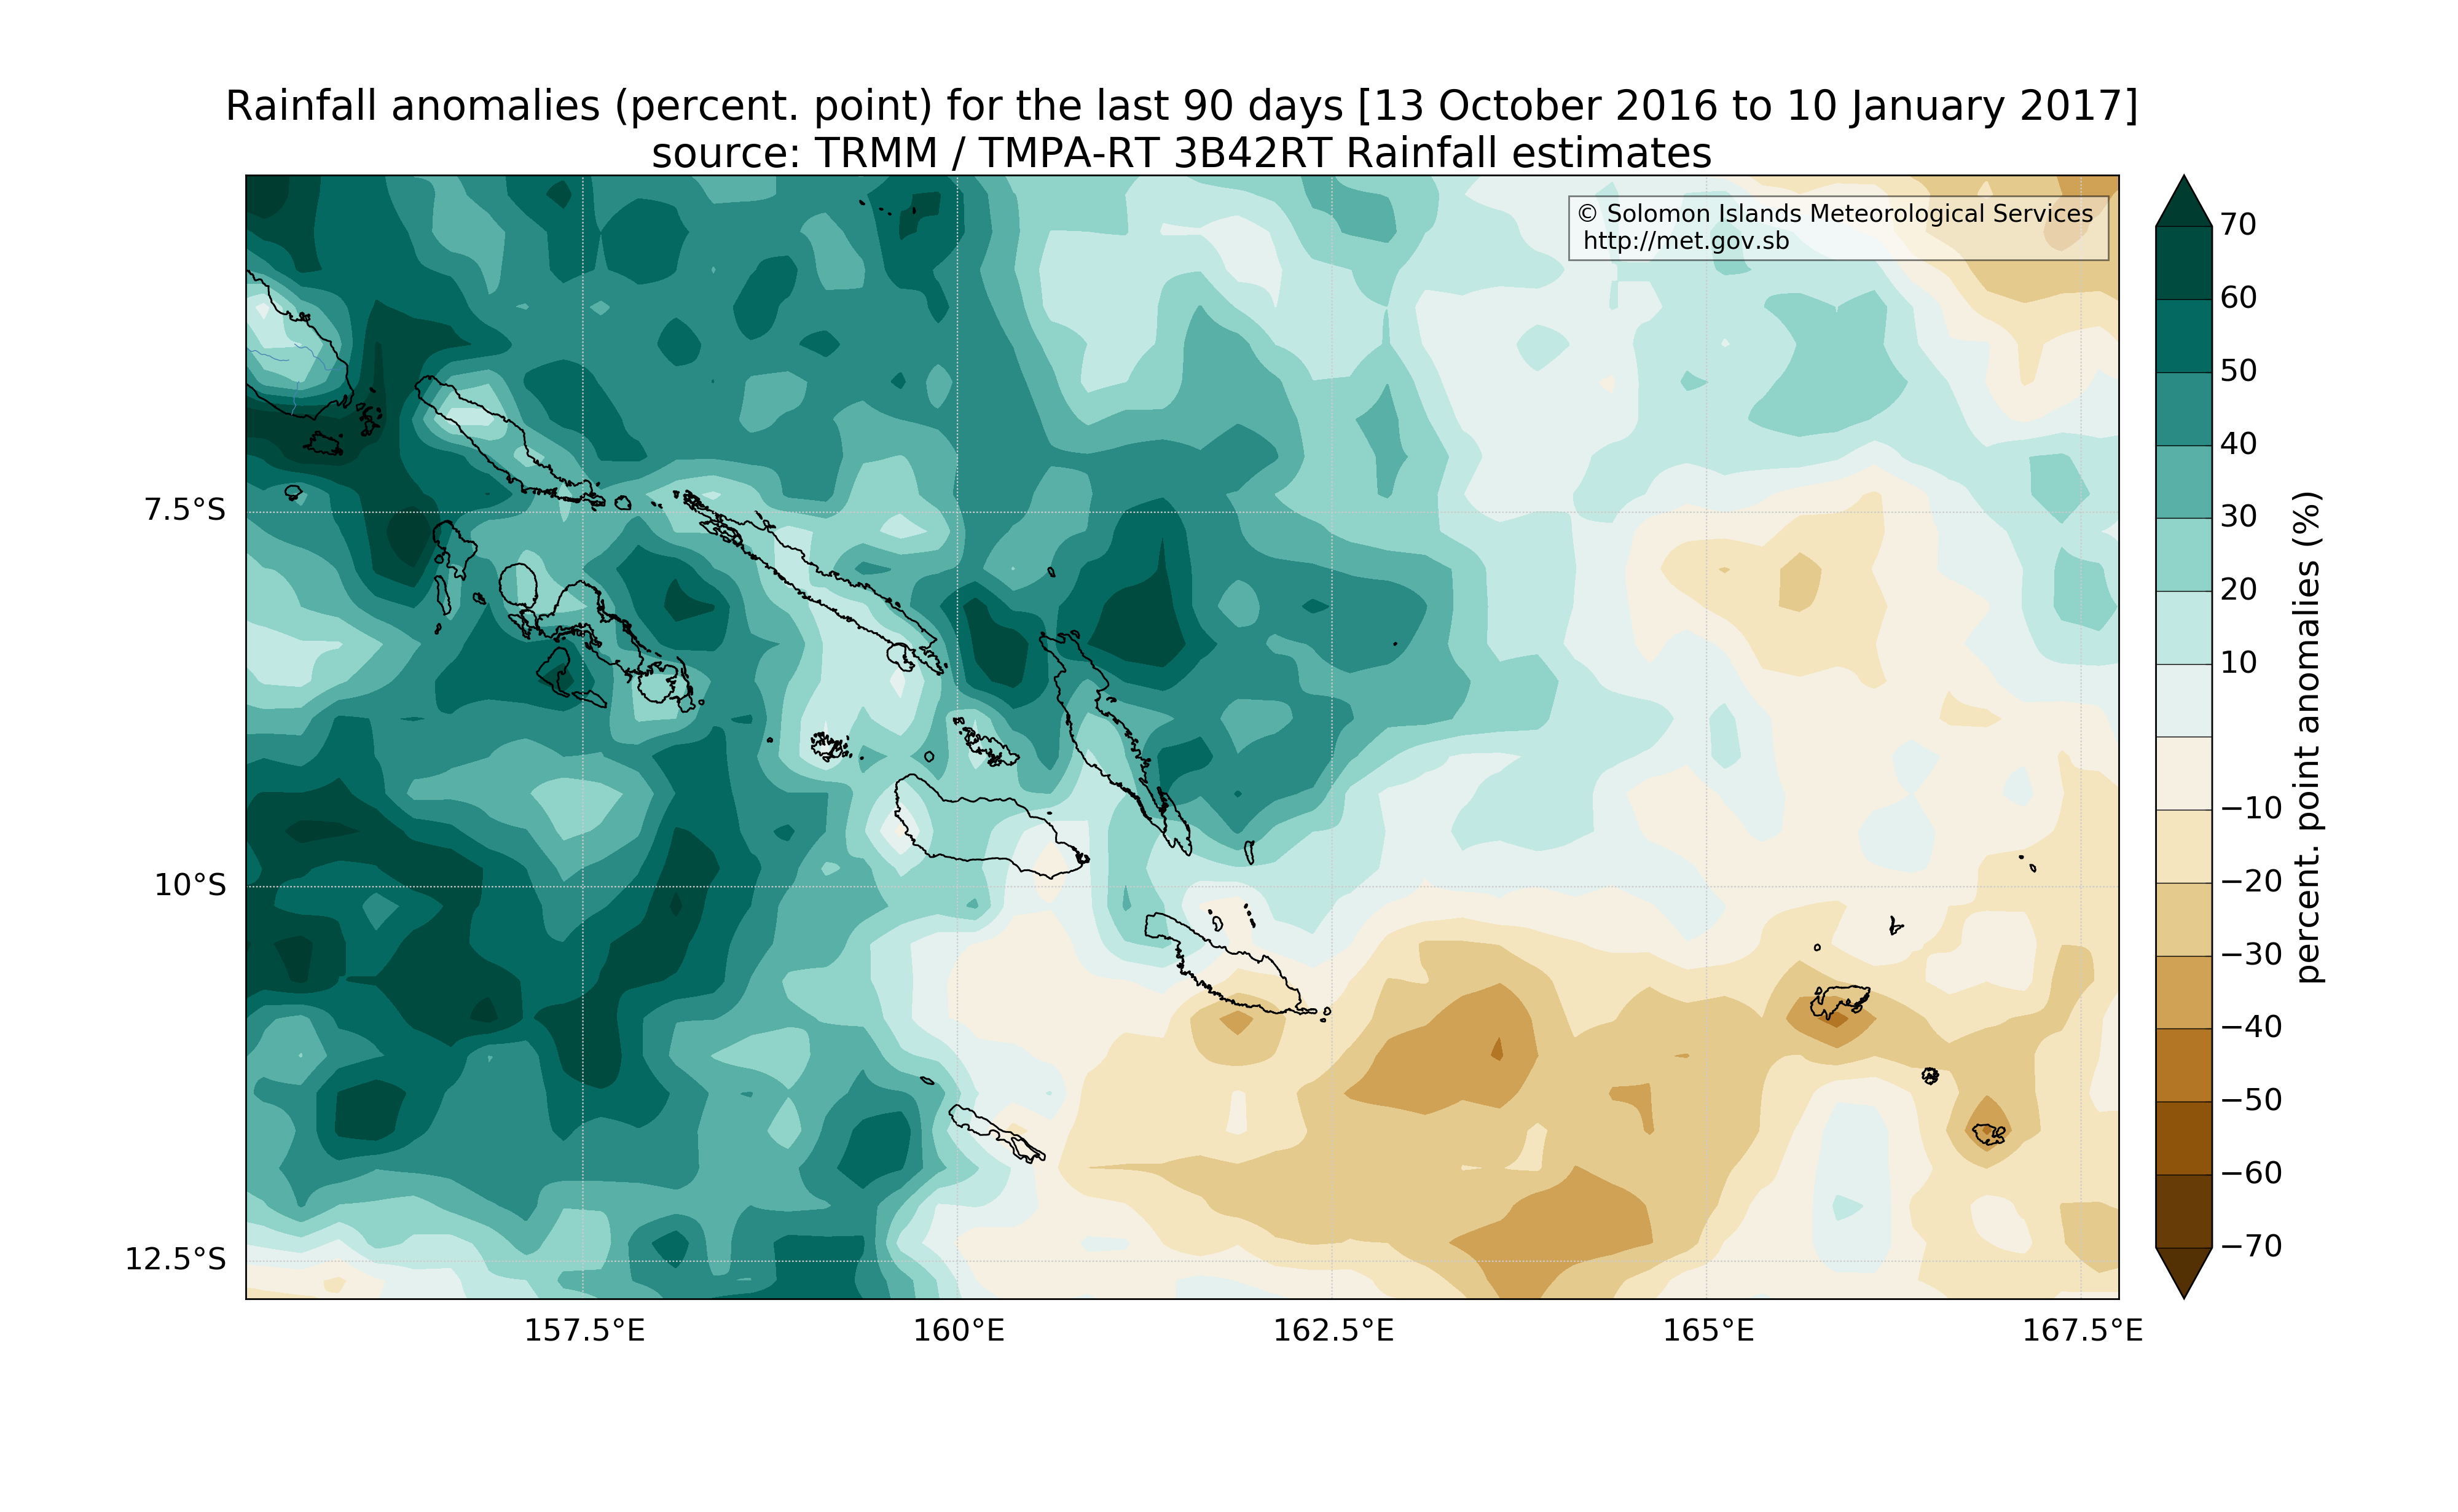 Rainfall anomalies (percent. point) for the last 90 days [13 October 2016 to 10 January 2017]
source: TRMM / TMPA-RT 3B42RT Rainfall estimates
© Solomon Islands Meteorological Services
http://met.gov.sb
7.5°S
10°S
12.5°S
157.5°E
160°E
162.5°E
165°E
167.5°E
70
60
50
40
30
20
10
−10
−20
−30
−40
−50
−60
−70
percent. point anomalies (%)